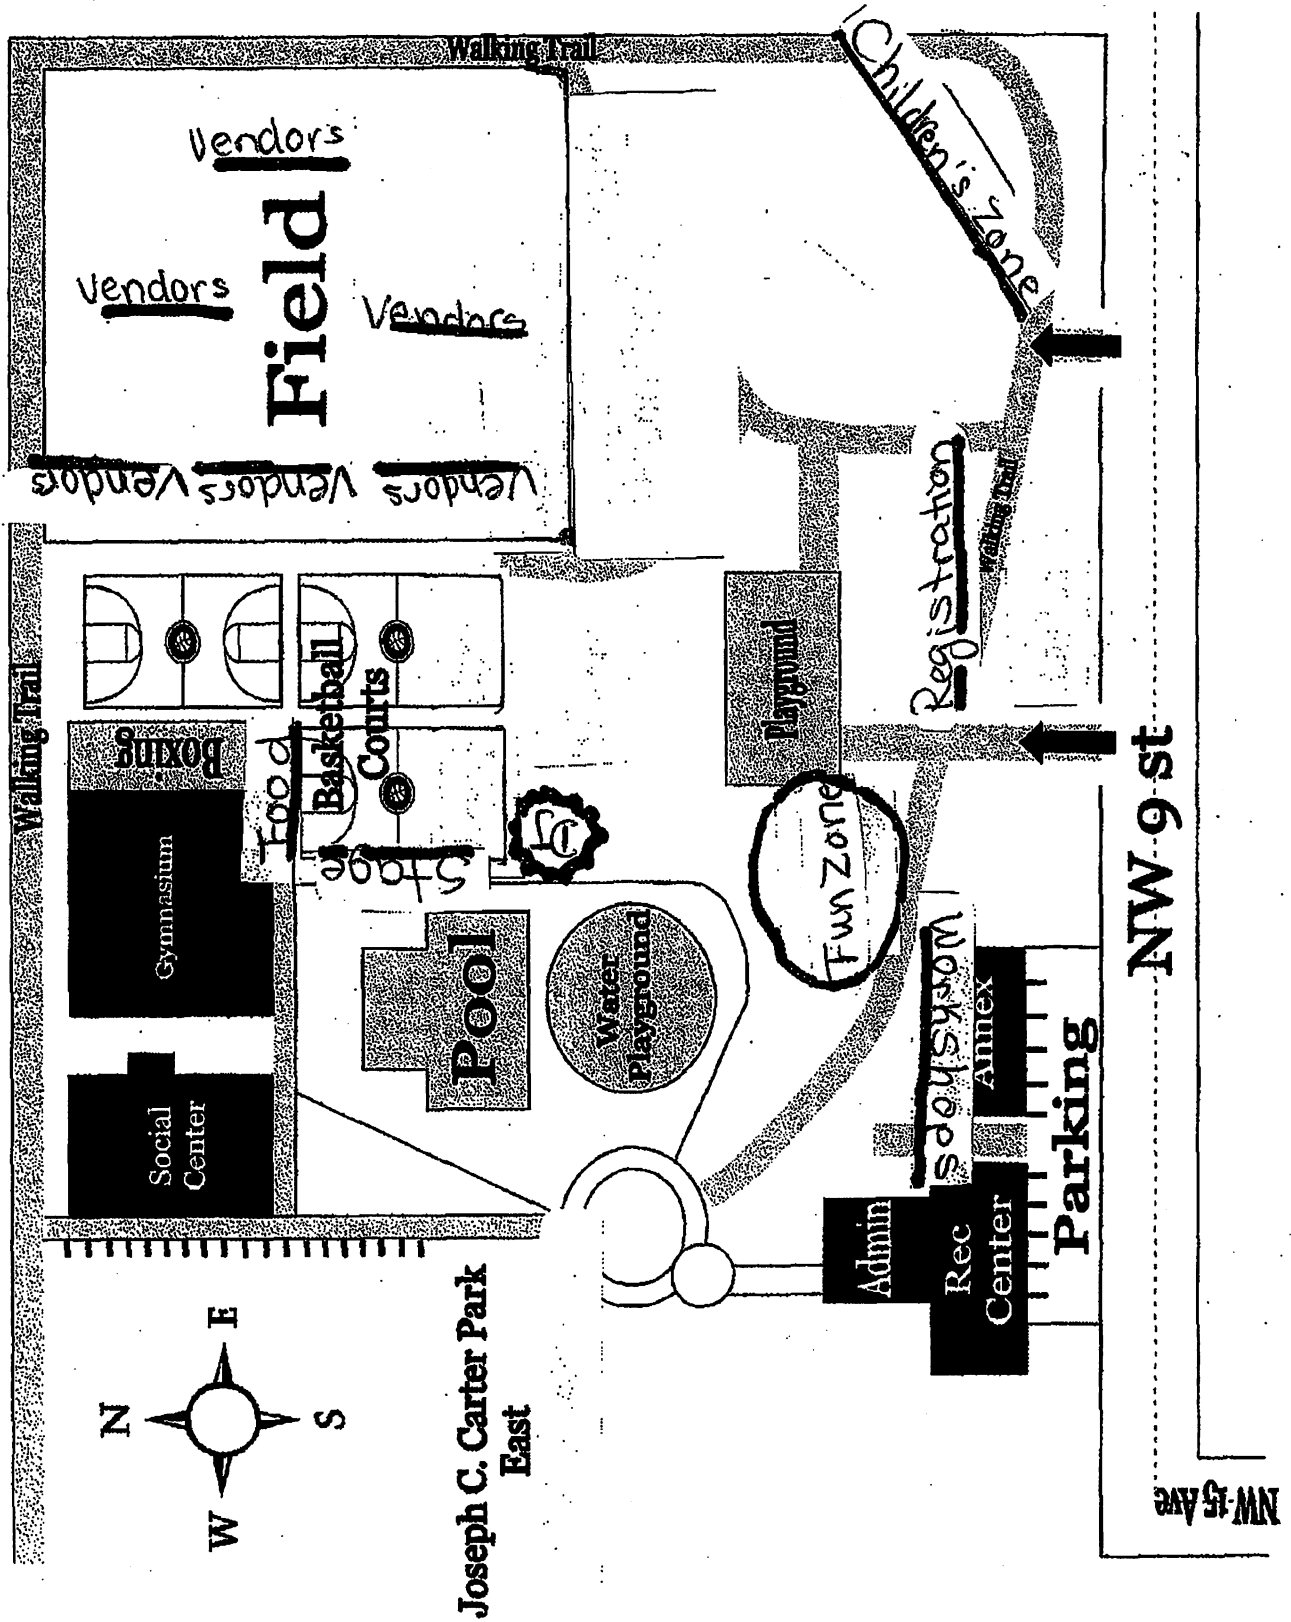 Walking Trail
Children's Zone
Vendors
Field
Vendors
Vendors
Vendors
Vendors
Vendors
Registration
Walking Trail
Walking Trail
Basketball
Courts
Playground
Boxing
Food
Stage
DJ
Fun Zone
NW 9 st
Gymnasium
Pool
Water
Playground
Workshops
Annex
Parking
Social
Center
Admin
Rec
Center
N
E
S
W
Joseph C. Carter Park
East
NW 15 Ave